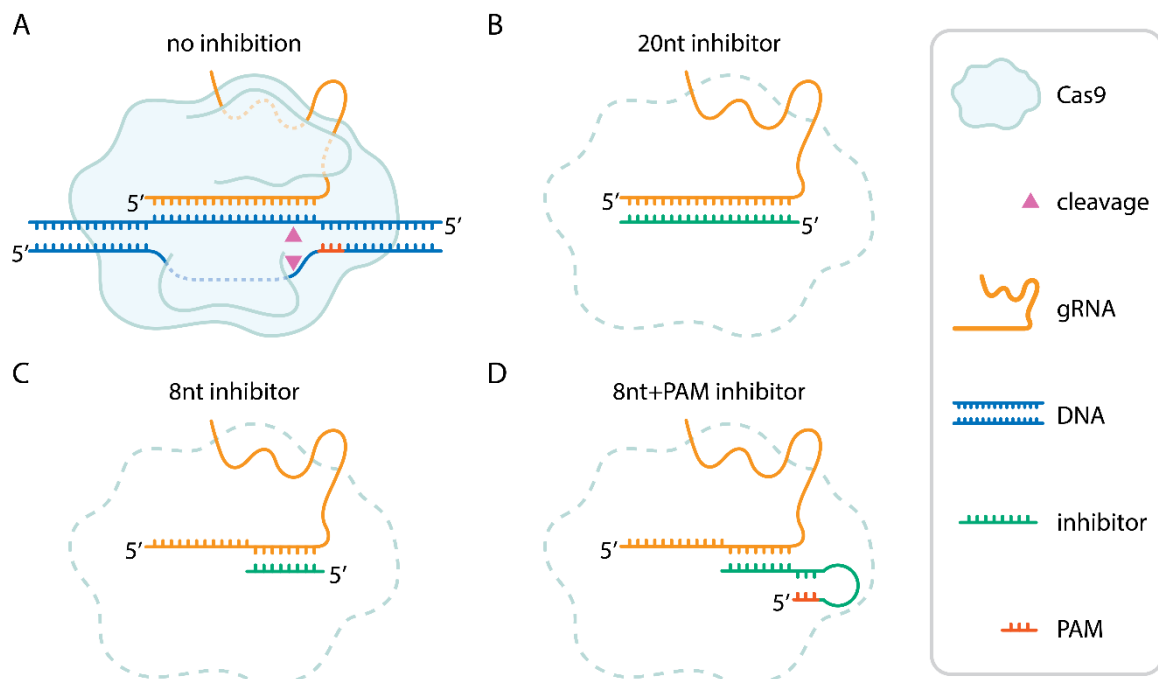 A
no inhibition
5′
5′
5′
B
20nt inhibitor
5′
5′
C
8nt inhibitor
5′
5′
D
8nt+PAM inhibitor
5′
5′
Cas9
cleavage
gRNA
DNA
inhibitor
PAM